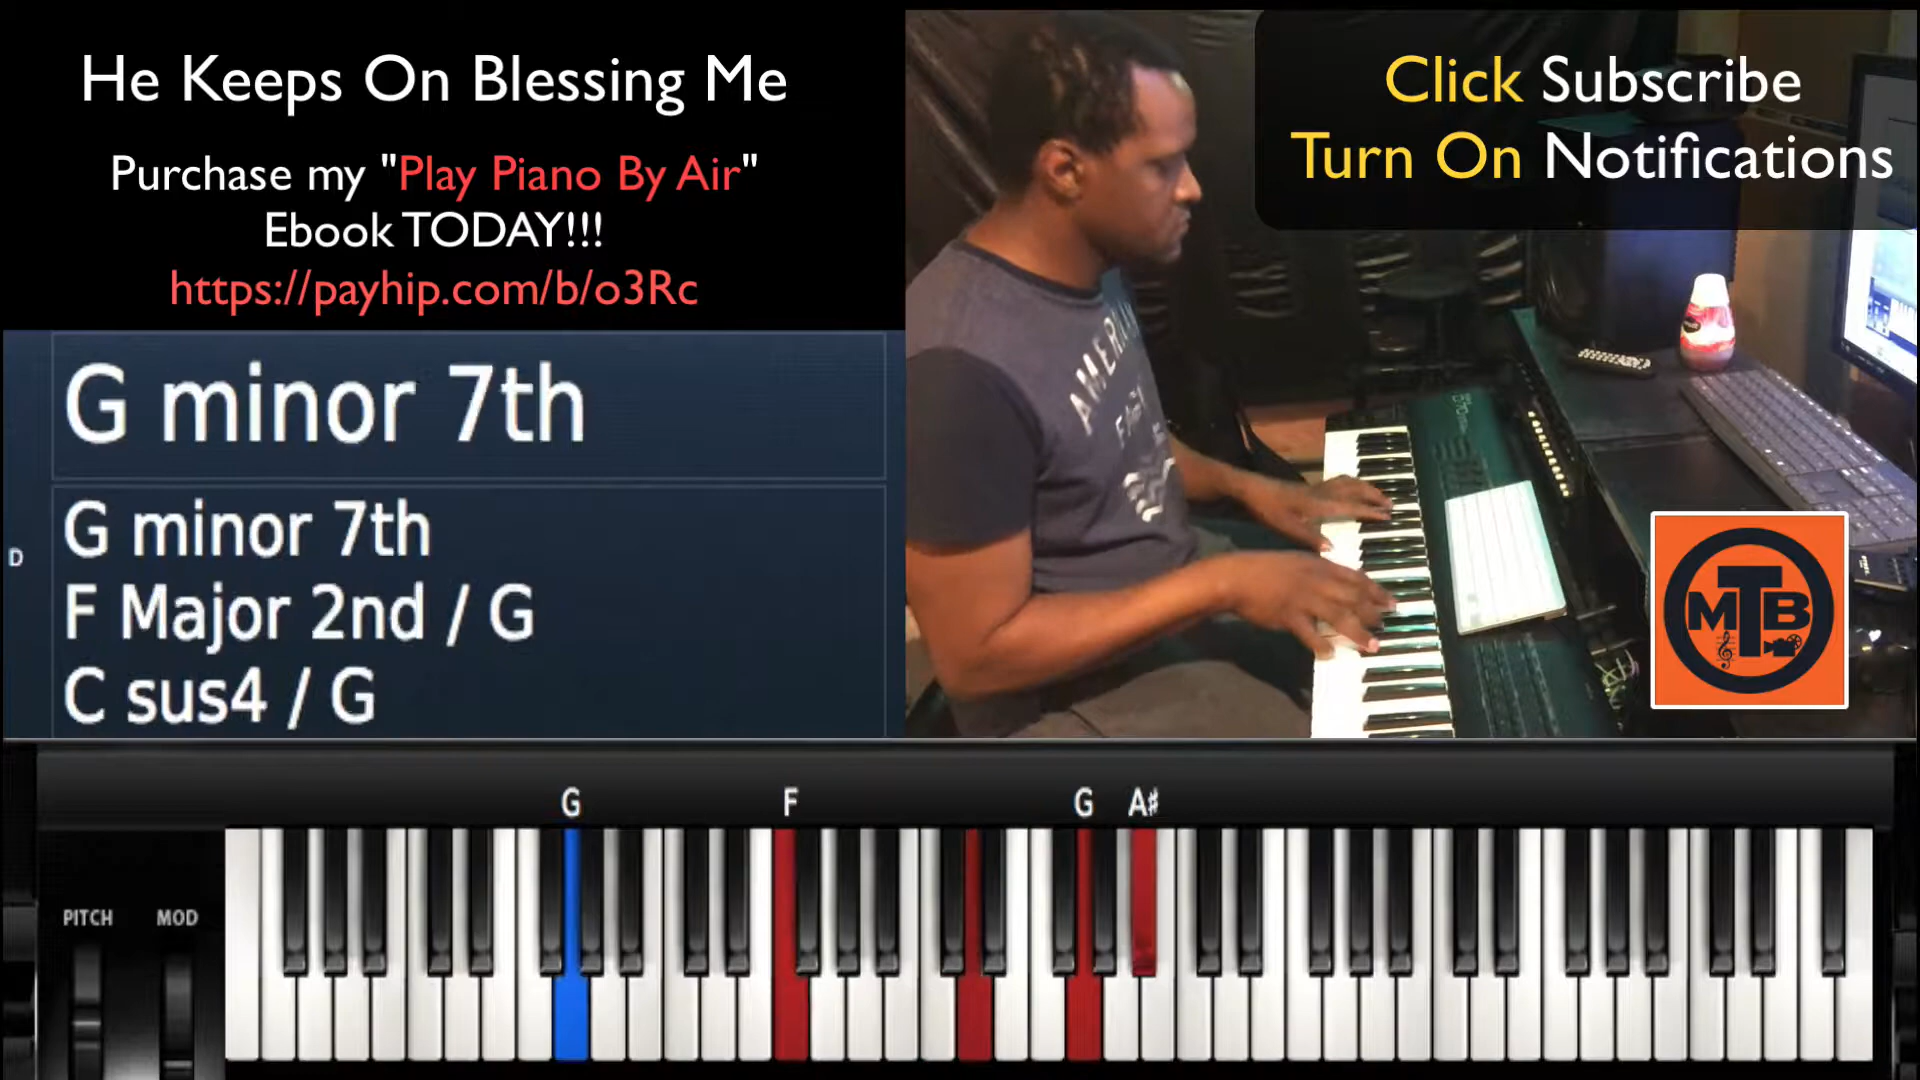 He Keeps On Blessing Me
Purchase my "Play Piano By Air"
Ebook TODAY!!!
https://payhip.com/b/o3Rc
Click Subscribe
Turn On Notifications
G minor 7th
G minor 7th
D
F Major 2nd / G
C sus4 / G
AMERI
MTB
G F G A#
PITCH MOD